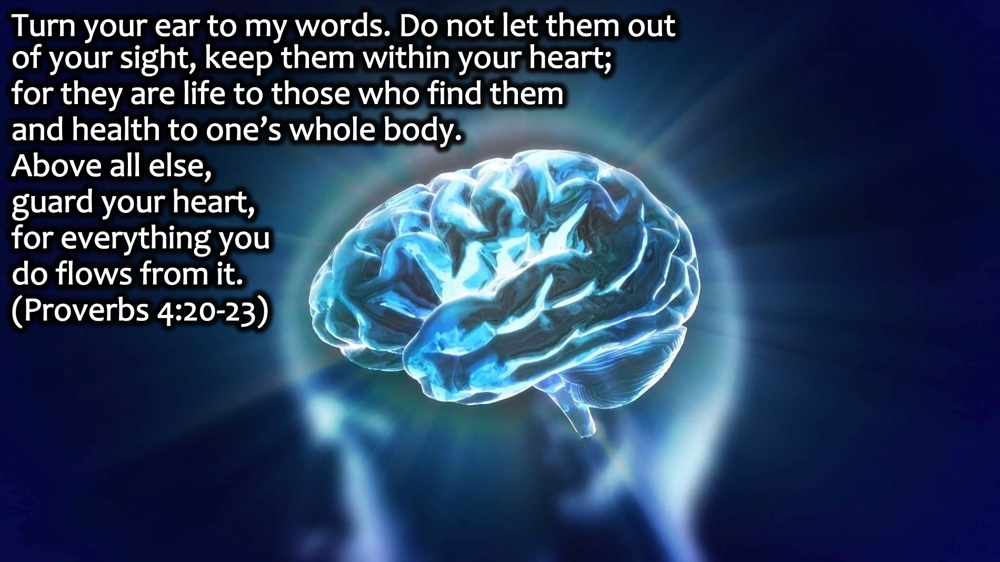 Turn your ear to my words. Do not let them out
of your sight, keep them within your heart;
for they are life to those who find them
and health to one’s whole body.
Above all else,
guard your heart,
for everything you
do flows from it.
(Proverbs 4:20-23)